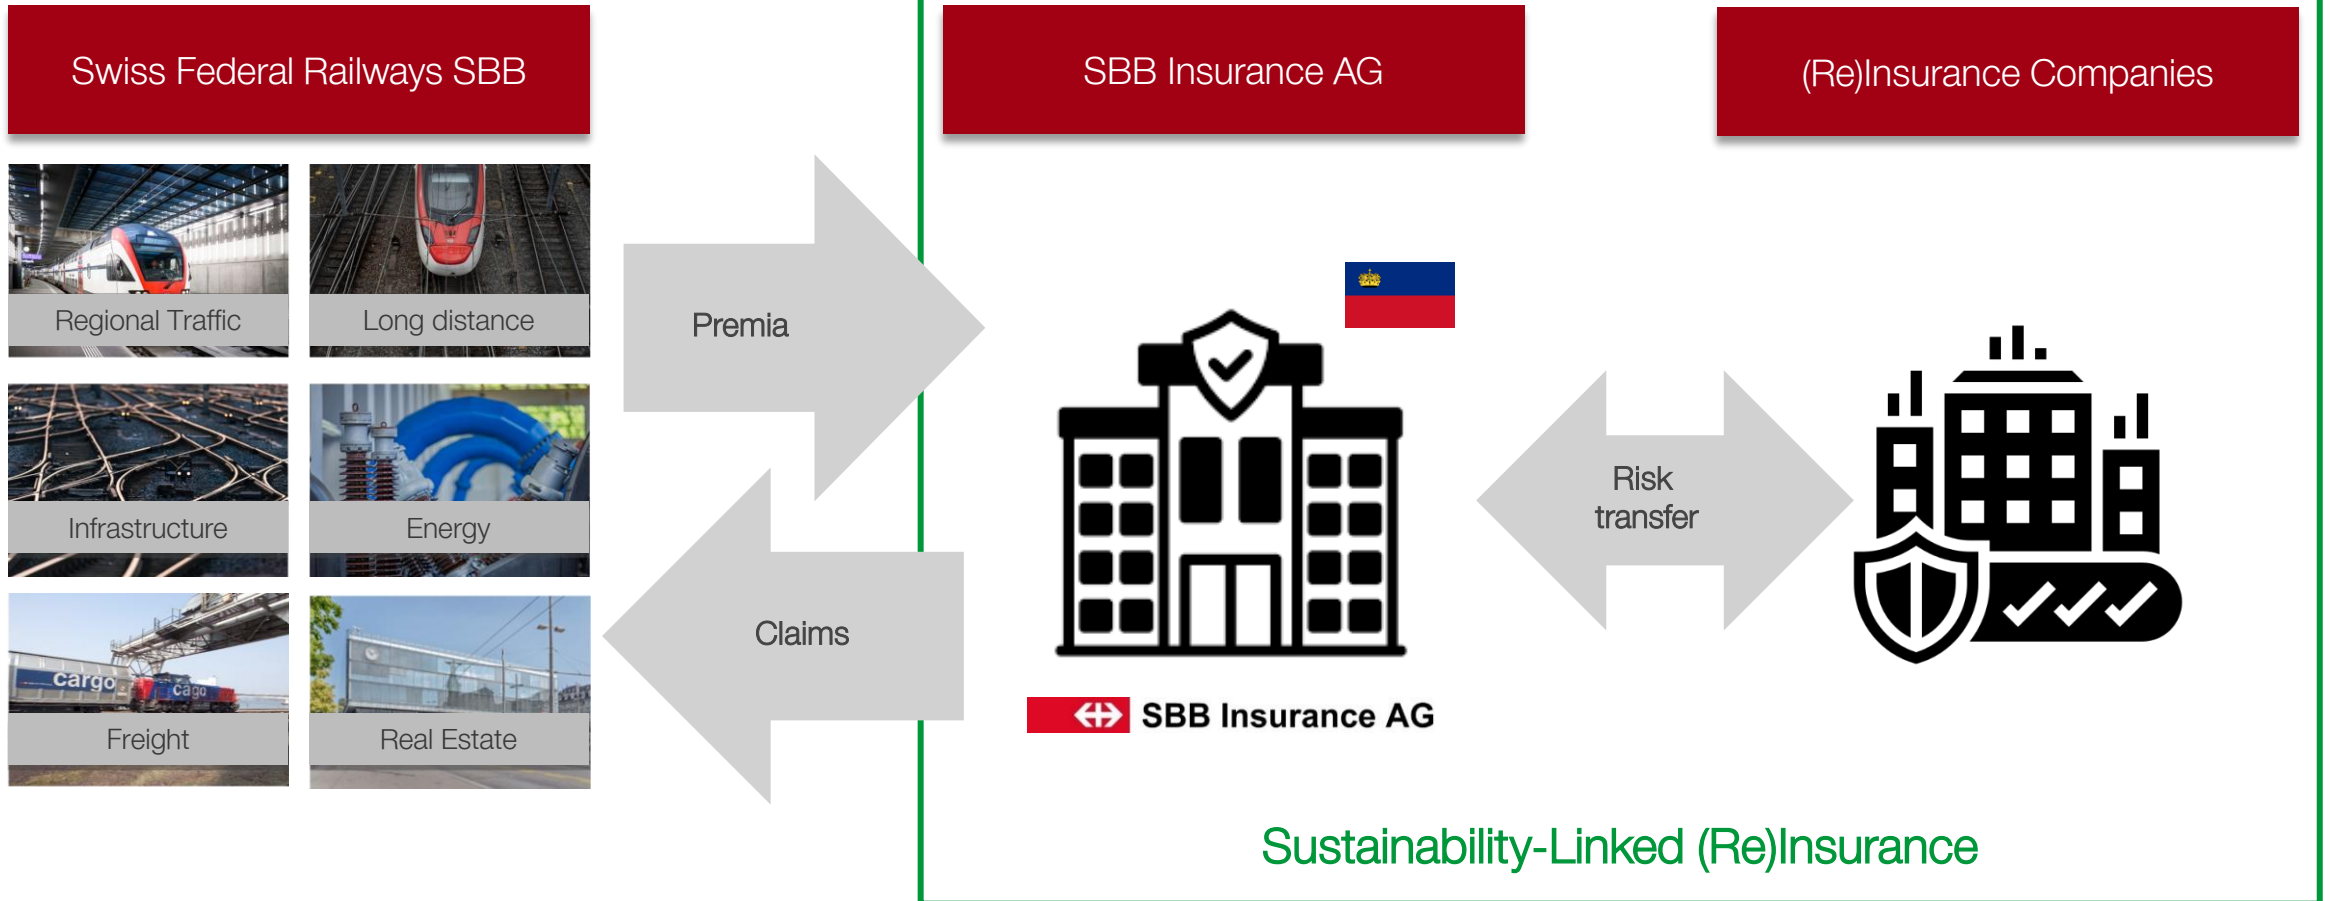 Swiss Federal Railways SBB
SBB Insurance AG
(Re)Insurance Companies
Regional Traffic
Long distance
Infrastructure
Energy
cargo
cago
Freight
Real Estate
Premia
Claims
SBB Insurance AG
Risk
transfer
Sustainability-Linked (Re)Insurance